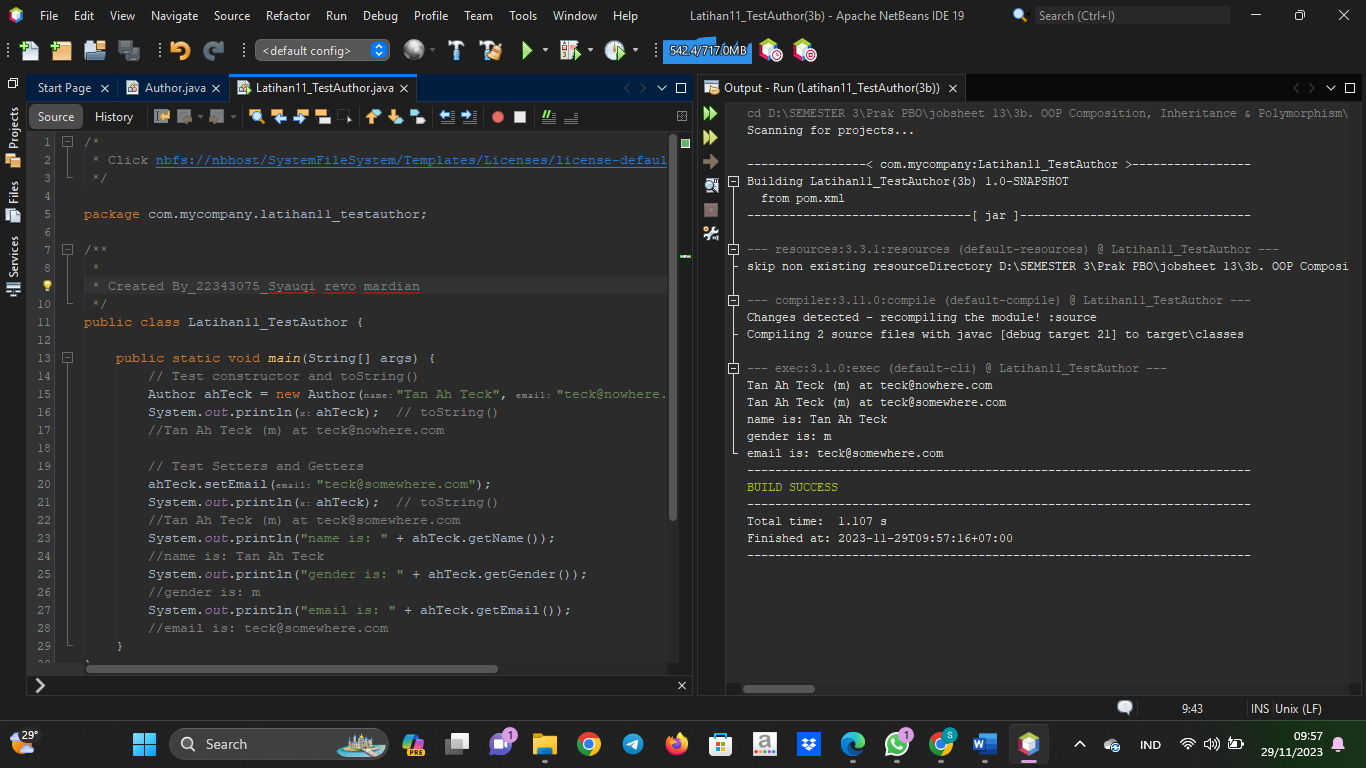 File Edit View Navigate Source Refactor Run Debug Profile Team Tools Window Help
Latihan11_TestAuthor(3b) - Apache NetBeans IDE 19
Search (Ctrl+I)
<default config>
542.4/717.0MB
Projects
Files
Services
Start Page
Author.java
Latihan11_TestAuthor.java
Source History
1 /*
2 * Click nbfs://nbhost/SystemFileSystem/Templates/Licenses/license-defaul
3 */
4
5 package com.mycompany.latihan11_testauthor;
6
7 /**
8 *
* Created By_22343075_Syauqi revo mardian
10 */
11 public class Latihan11_TestAuthor {
12
13 public static void main(String[] args) {
14 // Test constructor and toString()
15 Author ahTeck = new Author(name:"Tan Ah Teck", email: "teck@nowhere.
16 System.out.println(x: ahTeck);  // toString()
17 //Tan Ah Teck (m) at teck@nowhere.com
18
19 // Test Setters and Getters
20 ahTeck.setEmail(email: "teck@somewhere.com");
21 System.out.println(x: ahTeck);  // toString()
22 //Tan Ah Teck (m) at teck@somewhere.com
23 System.out.println("name is: " + ahTeck.getName());
24 //name is: Tan Ah Teck
25 System.out.println("gender is: " + ahTeck.getGender());
26 //gender is: m
27 System.out.println("email is: " + ahTeck.getEmail());
28 //email is: teck@somewhere.com
29 }
Output - Run (Latihan11_TestAuthor(3b))
cd D:\SEMESTER 3\Prak PBO\jobsheet 13\3b. OOP Composition, Inheritance & Polymorphism\
Scanning for projects...
----------------< com.mycompany:Latihan11_TestAuthor >----------------
Building Latihan11_TestAuthor(3b) 1.0-SNAPSHOT
from pom.xml
--------------------------------[ jar ]---------------------------------
--- resources:3.3.1:resources (default-resources) @ Latihan11_TestAuthor ---
skip non existing resourceDirectory D:\SEMESTER 3\Prak PBO\jobsheet 13\3b. OOP Composi
--- compiler:3.11.0:compile (default-compile) @ Latihan11_TestAuthor ---
Changes detected - recompiling the module! :source
Compiling 2 source files with javac [debug target 21] to target\classes
--- exec:3.1.0:exec (default-cli) @ Latihan11_TestAuthor ---
Tan Ah Teck (m) at teck@nowhere.com
Tan Ah Teck (m) at teck@somewhere.com
name is: Tan Ah Teck
gender is: m
email is: teck@somewhere.com
------------------------------------------------------------------------
BUILD SUCCESS
------------------------------------------------------------------------
Total time:  1.107 s
Finished at: 2023-11-29T09:57:16+07:00
------------------------------------------------------------------------
9:43 INS Unix (LF)
29°
Search
PRE
1
a
1
S
IND
09:57
29/11/2023